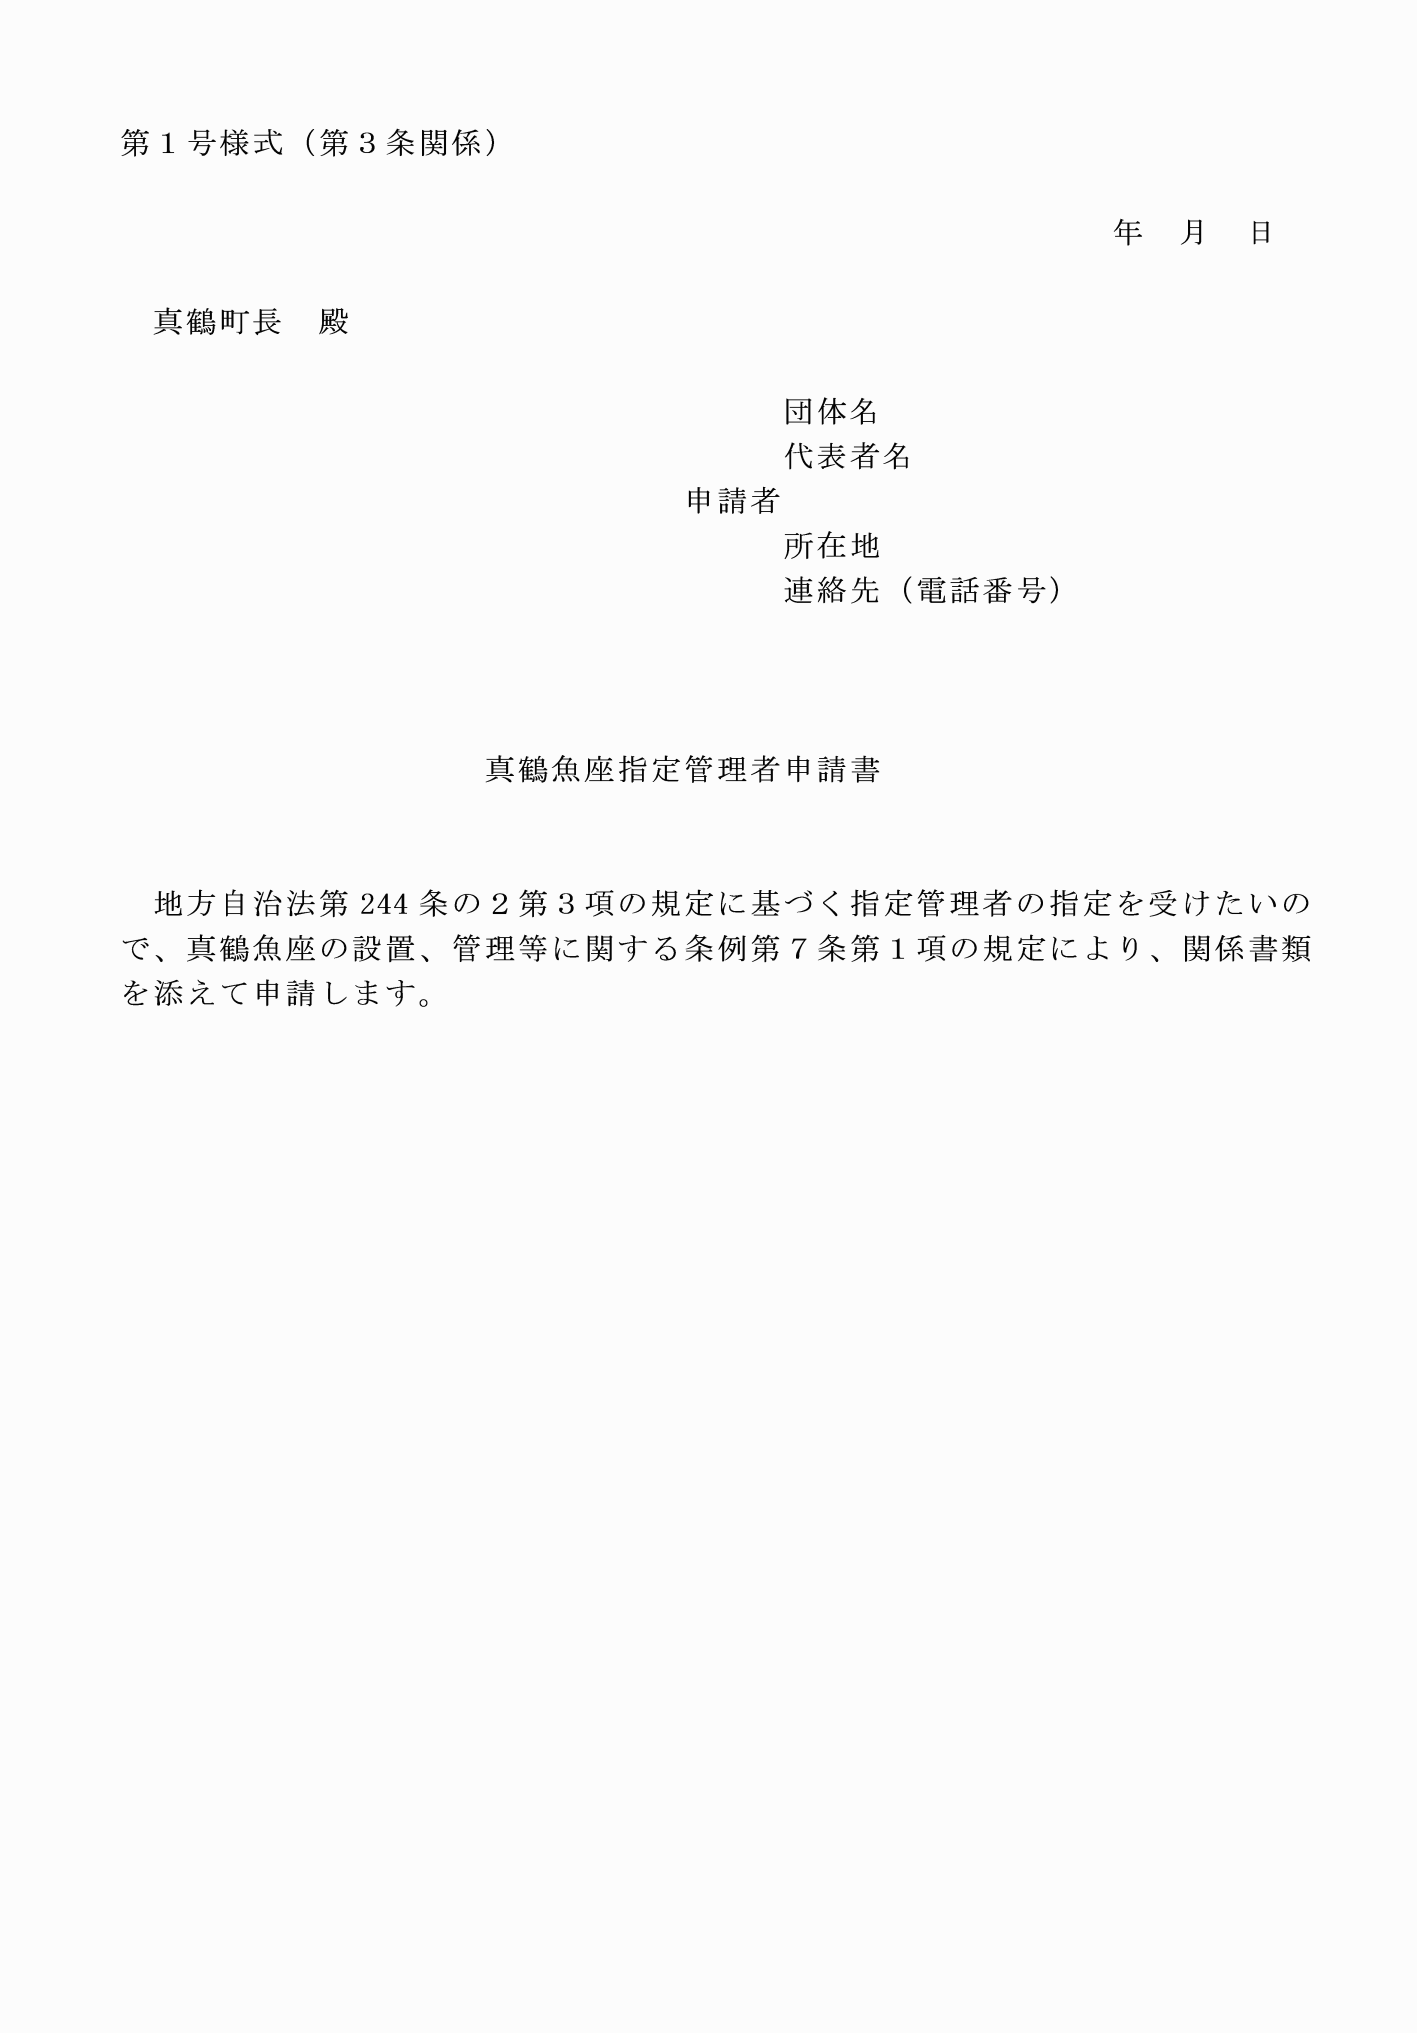 第１号様式（第３条関係）
年　月　日
真鶴町長　殿
団体名
代表者名
申請者
所在地
連絡先（電話番号）
真鶴魚座指定管理者申請書
地方自治法第 244 条の２第３項の規定に基づく指定管理者の指定を受けたいの
で、真鶴魚座の設置、管理等に関する条例第７条第１項の規定により、関係書類
を添えて申請します。